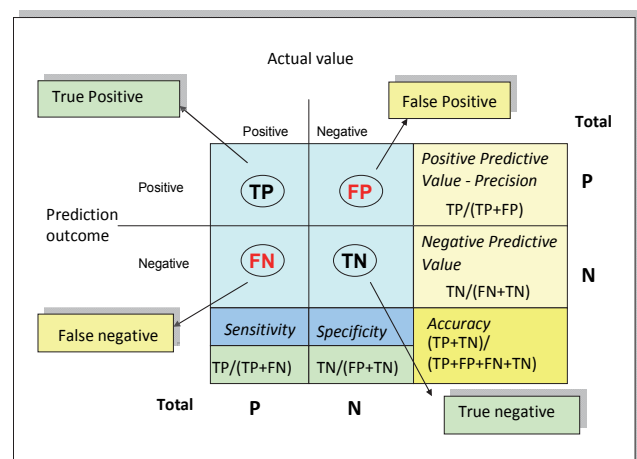 Actual value
True Positive
False Positive
Total
Positive
Negative
Positive
TP
FP
Positive Predictive
Value - Precision
TP/(TP+FP)
P
Prediction
outcome
Negative
FN
TN
Negative Predictive
Value
TN/(FN+TN)
N
False negative
Sensitivity
Specificity
Accuracy
(TP+TN)/
(TP+FP+FN+TN)
TP/(TP+FN)
TN/(FP+TN)
Total
P
N
True negative